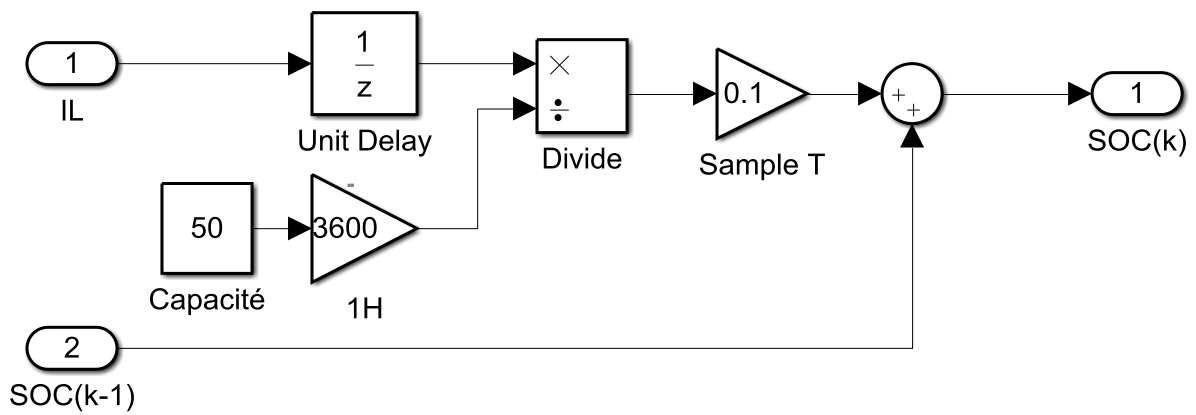 1
IL
1
z
Unit Delay
×
÷
Divide
0.1
Sample T
+
+
1
SOC(k)
50
Capacité
3600
1H
2
SOC(k-1)